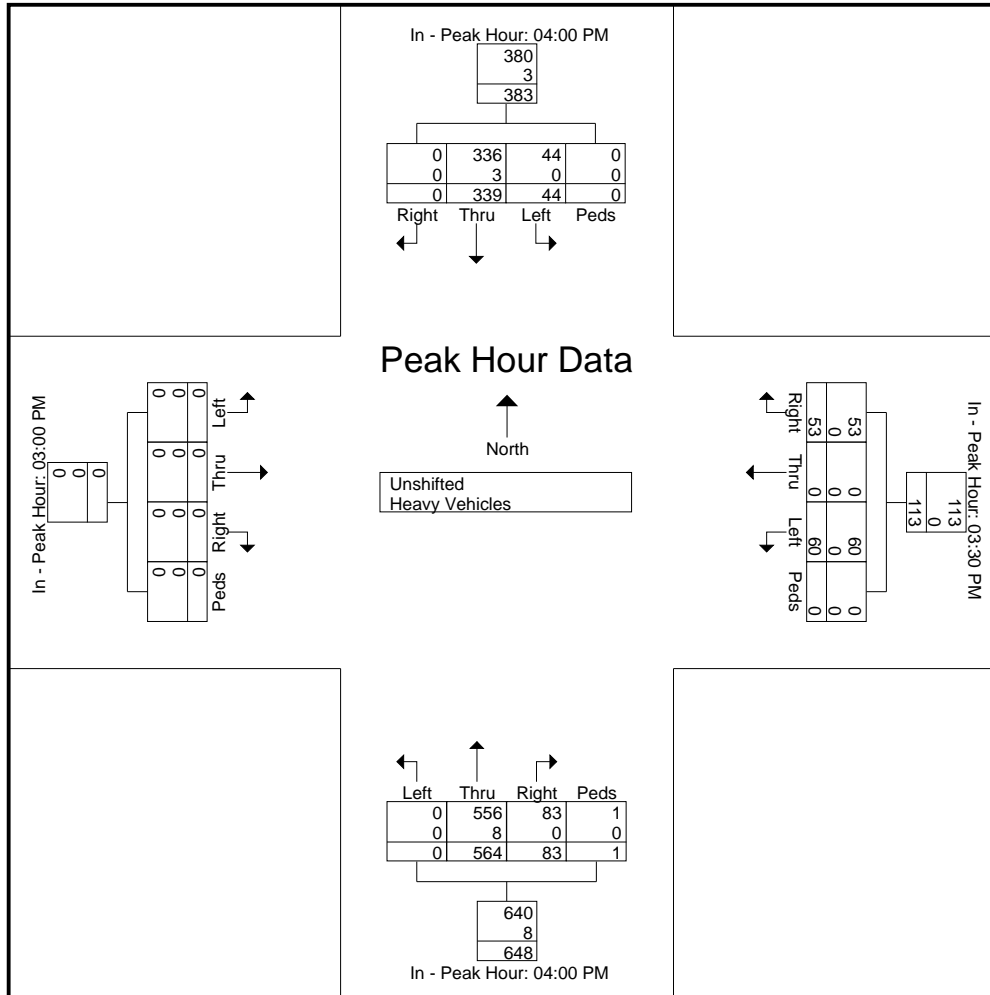 In - Peak Hour: 04:00 PM
380
3
383
0 336 44 0
0 3 0 0
0 339 44 0
Right Thru Left Peds
Peak Hour Data
North
Unshifted
Heavy Vehicles
In - Peak Hour: 03:00 PM
0
0
0
0 0 0 0
0 0 0 0
0 0 0 0
Left Thru Right Peds
In - Peak Hour: 03:30 PM
113
0
113
53 0 60 0
0 0 0 0
53 0 60 0
Right Thru Left Peds
Left Thru Right Peds
0 556 83 1
0 8 0 0
0 564 83 1
640
8
648
In - Peak Hour: 04:00 PM